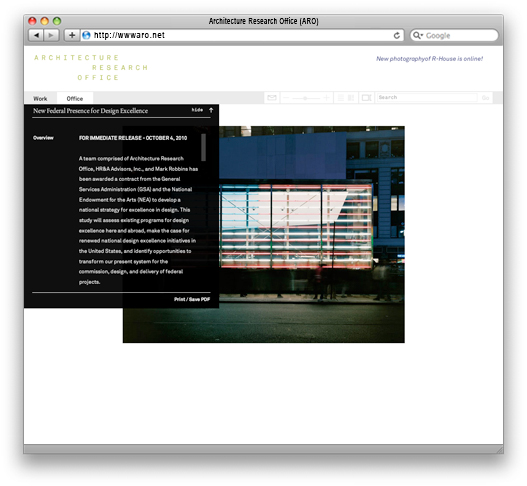 Architecture Research Office (ARO)
http://wwwaro.net
Google
ARCHITECTURE
RESEARCH
OFFICE
New photographyof R-House is online!
Work Office
Search
New Federal Presence for Design Excellence hide
Overview FOR IMMEDIATE RELEASE - OCTOBER 4, 2010
A team comprised of Architecture Research
Office, HR&A Advisors, Inc., and Mark Robbins has
been awarded a contract from the General
Services Administration (GSA) and the National
Endowment for the Arts (NEA) to develop a
national strategy for excellence in design. This
study will assess existing programs for design
excellence here and abroad, make the case for
renewed national design excellence initiatives in
the United States, and identify opportunities to
transform our present system for the
commission, design, and delivery of federal
projects.
Print / Save PDF